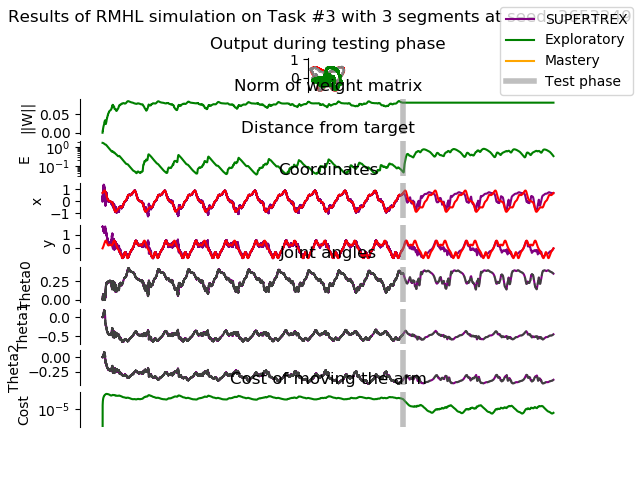 Results of RMHL simulation on Task #3 with 3 segments at
SUPERTREX
Exploratory
Mastery
Test phase
Output during testing phase
1
0
Norm of weight matrix
||W||
0.05
0.00
Distance from target
E
10⁰
10⁻¹
Coordinates
x
1
0
−1
y
1
0
Joint angles
Theta0
0.25
0.00
Theta1
0.0
−0.5
Theta2
0.00
−0.25
Cost of moving the arm
Cost
10⁻⁵